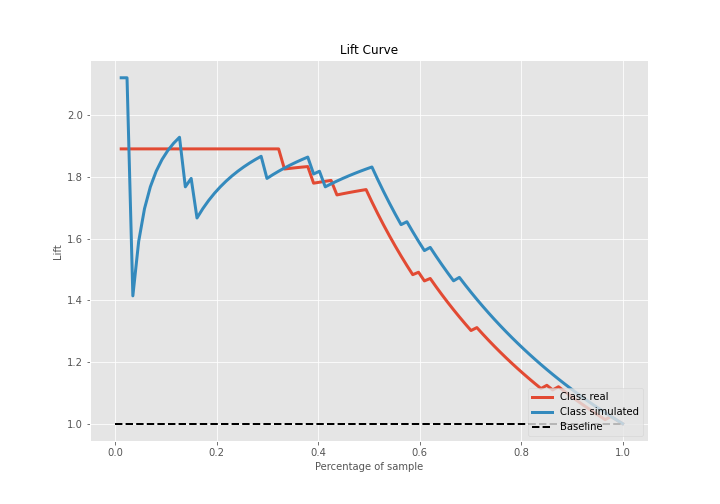 Lift Curve
Lift
2.0
1.8
1.6
1.4
1.2
1.0
0.0 0.2 0.4 0.6 0.8 1.0
Percentage of sample
Class real
Class simulated
Baseline